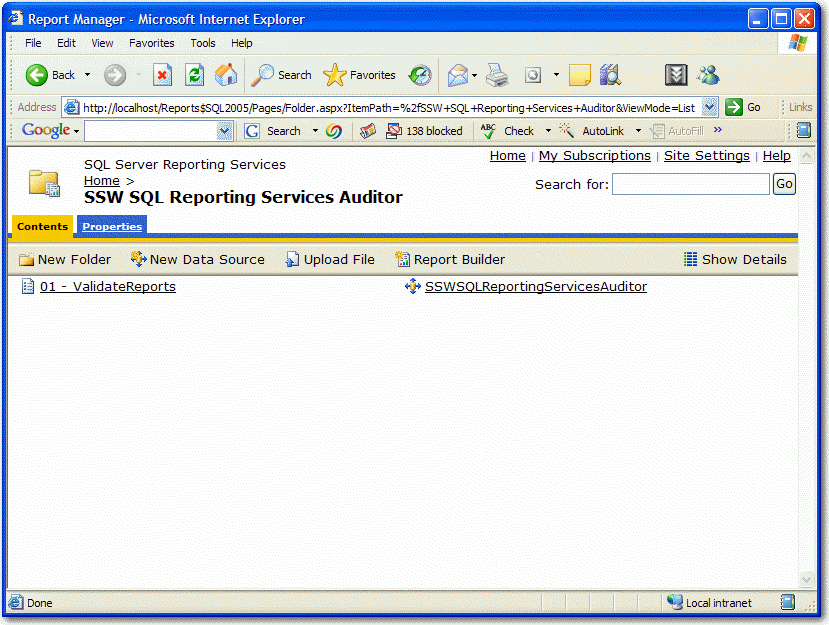 Report Manager - Microsoft Internet Explorer
File Edit View Favorites Tools Help
Back Search Favorites
Address http://localhost/Reports$SQL2005/Pages/Folder.aspx?ItemPath=%2fSSW+SQL+Reporting+Services+Auditor&ViewMode=List Go Links
Google Search 138 blocked ABC Check AutoLink AutoFill »
Home | My Subscriptions | Site Settings | Help
SQL Server Reporting Services
Home >
SSW SQL Reporting Services Auditor
Search for: Go
Contents Properties
New Folder New Data Source Upload File Report Builder Show Details
01 - ValidateReports SSWSQLReportingServicesAuditor
Done Local intranet